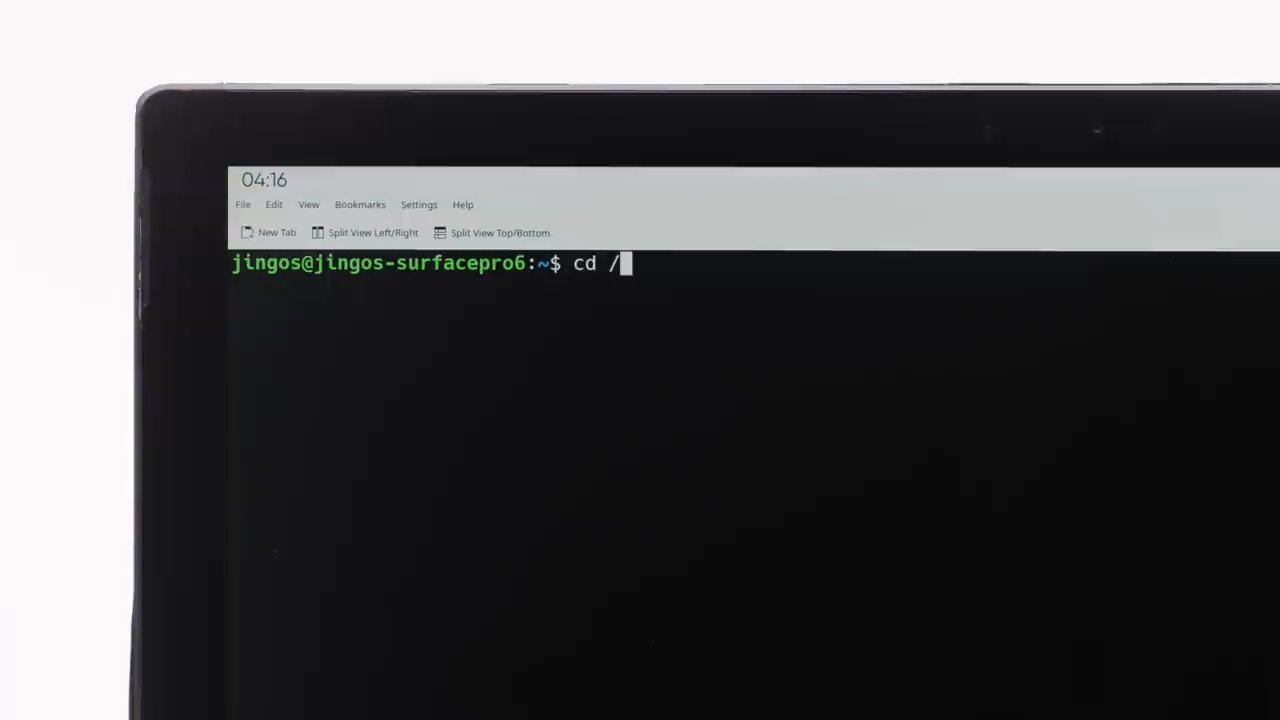 04:16
File Edit View Bookmarks Settings Help
New Tab Split View Left/Right Split View Top/Bottom
jingos@jingos-surfacepro6:~$ cd /